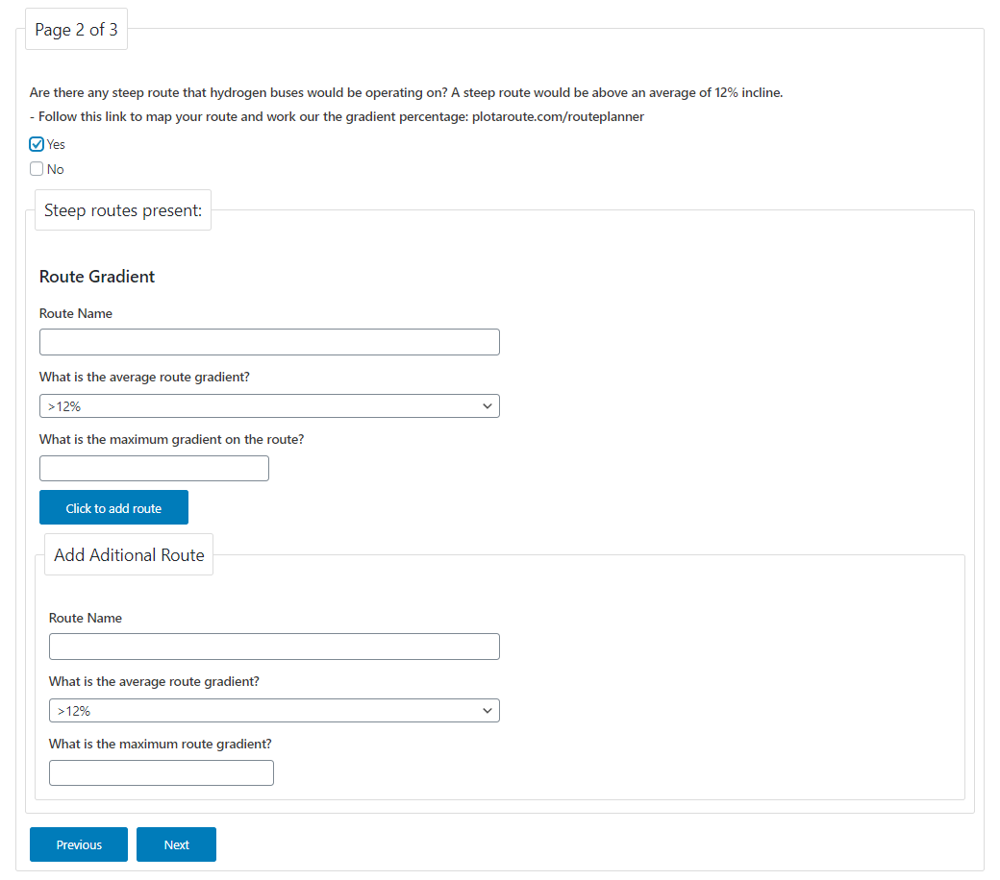 Page 2 of 3
Are there any steep route that hydrogen buses would be operating on? A steep route would be above an average of 12% incline.
- Follow this link to map your route and work our the gradient percentage: plotaroute.com/routeplanner
Yes
No
Steep routes present:
Route Gradient
Route Name
What is the average route gradient?
>12%
What is the maximum gradient on the route?
Click to add route
Add Aditional Route
Route Name
What is the average route gradient?
>12%
What is the maximum route gradient?
Previous Next